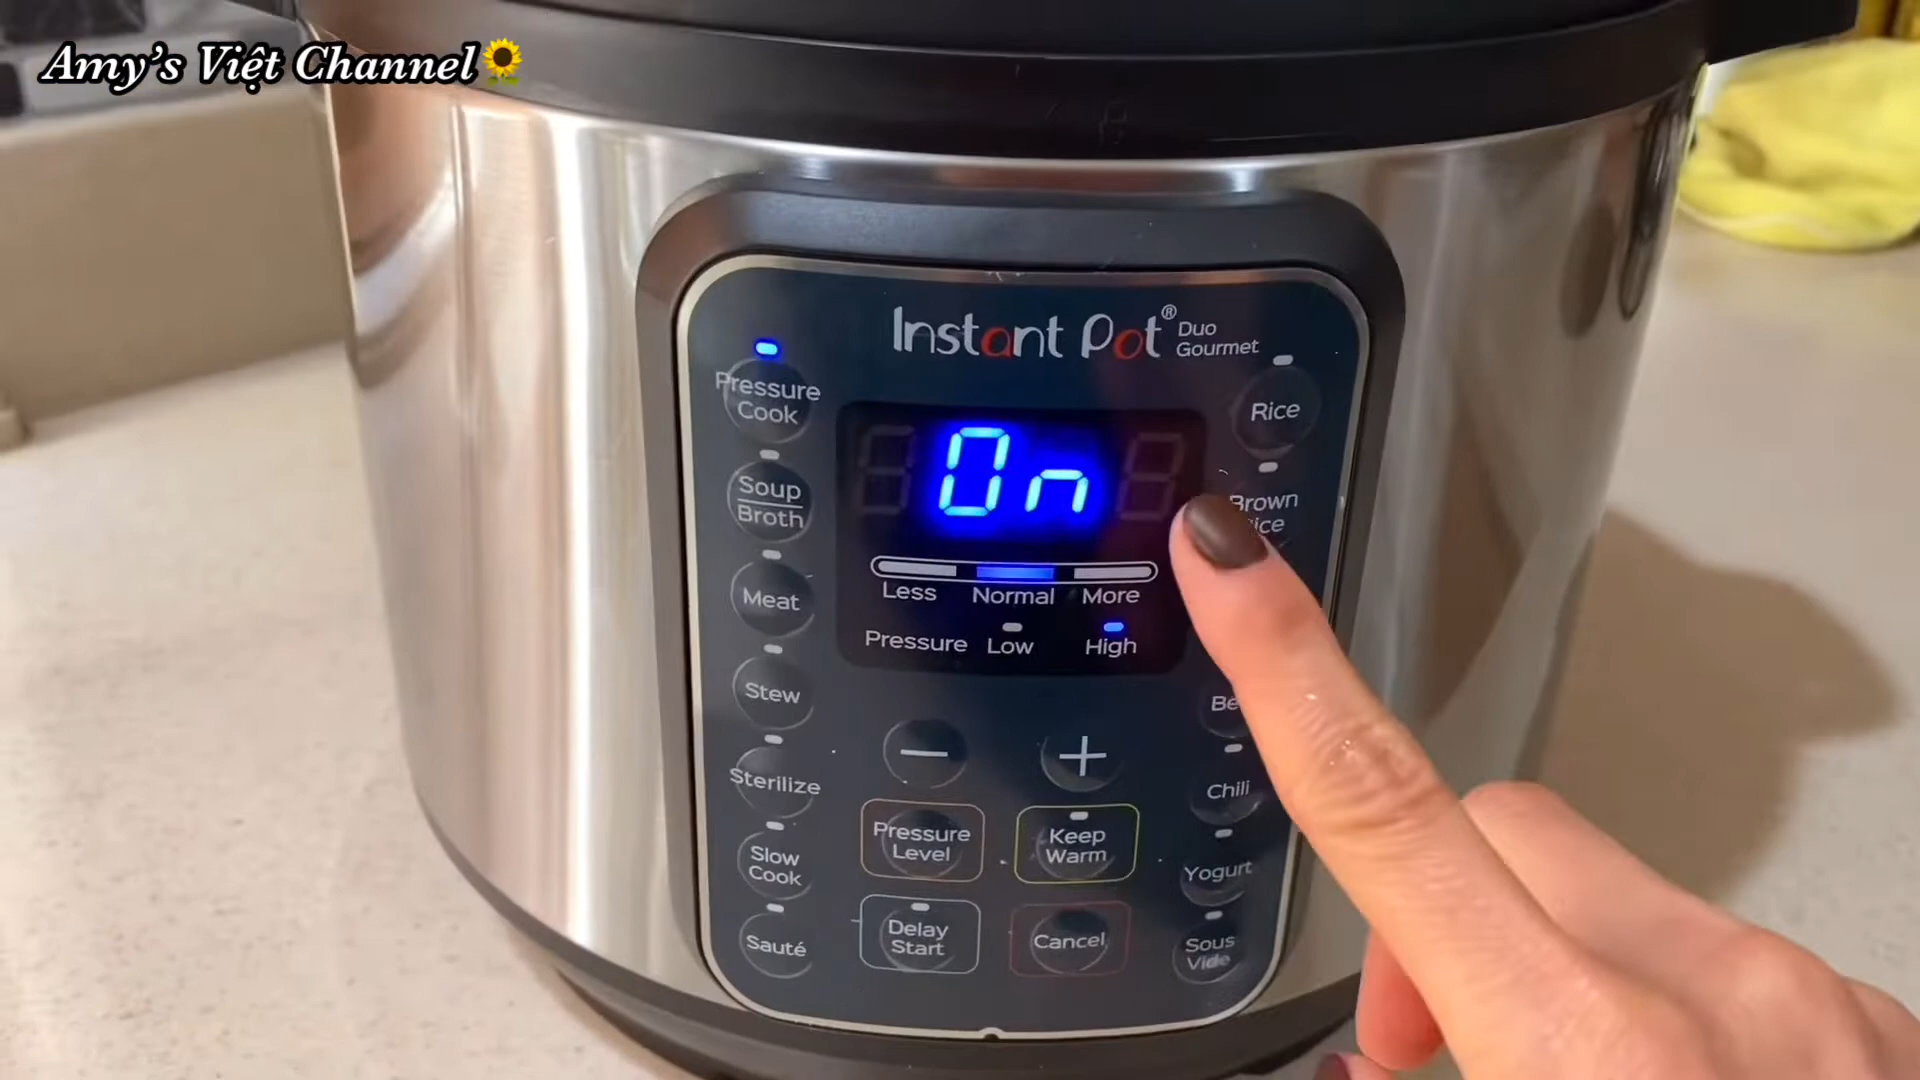 Amy's Việt Channel🌻
Instant Pot® Duo
Gourmet
Pressure
Cook
Soup
Broth
Meat
Stew
Sterilize
Slow
Cook
Sauté
On
Less Normal More
Pressure Low High
− +
Pressure
Level
Keep
Warm
Delay
Start
Cancel
Rice
Brown
Chili
Yogurt
Sous
Vide